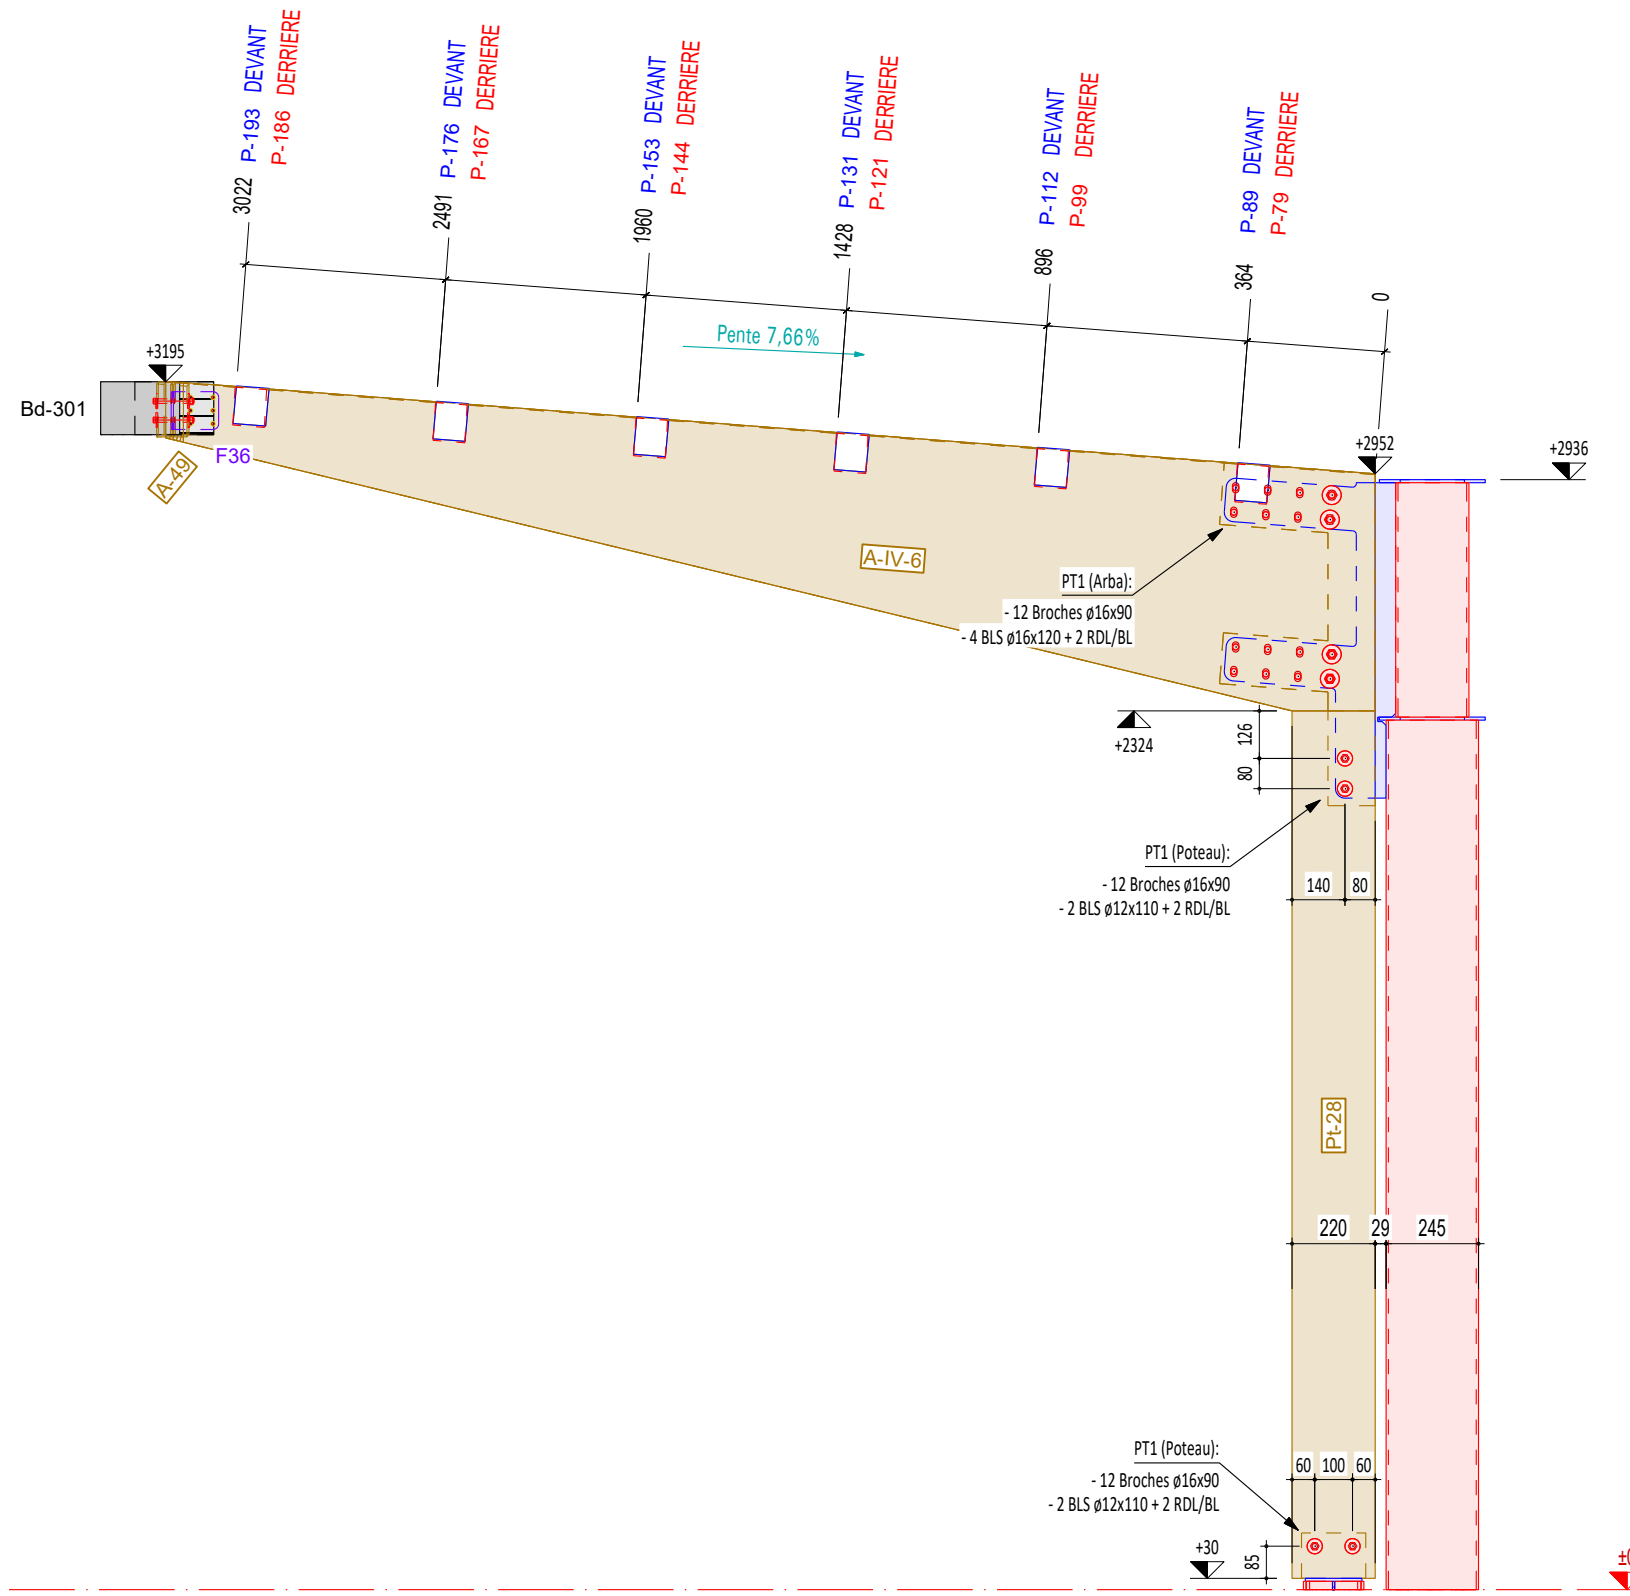 P-193 DEVANT
P-186 DERRIERE
P-176 DEVANT
P-167 DERRIERE
P-153 DEVANT
P-144 DERRIERE
P-131 DEVANT
P-121 DERRIERE
P-112 DEVANT
P-99 DERRIERE
P-89 DEVANT
P-79 DERRIERE
3022
2491
1960
1428
896
364
0
Pente 7,66%
+3195
Bd-301
A-49
F36
A-IV-6
+2952
+2936
PT1 (Arba):
- 12 Broches ø16x90
- 4 BLS ø16x120 + 2 RDL/BL
+2324
126
80
PT1 (Poteau):
- 12 Broches ø16x90
- 2 BLS ø12x110 + 2 RDL/BL
140
80
Pt-28
220
29
245
PT1 (Poteau):
- 12 Broches ø16x90
- 2 BLS ø12x110 + 2 RDL/BL
60
100
60
+30
85